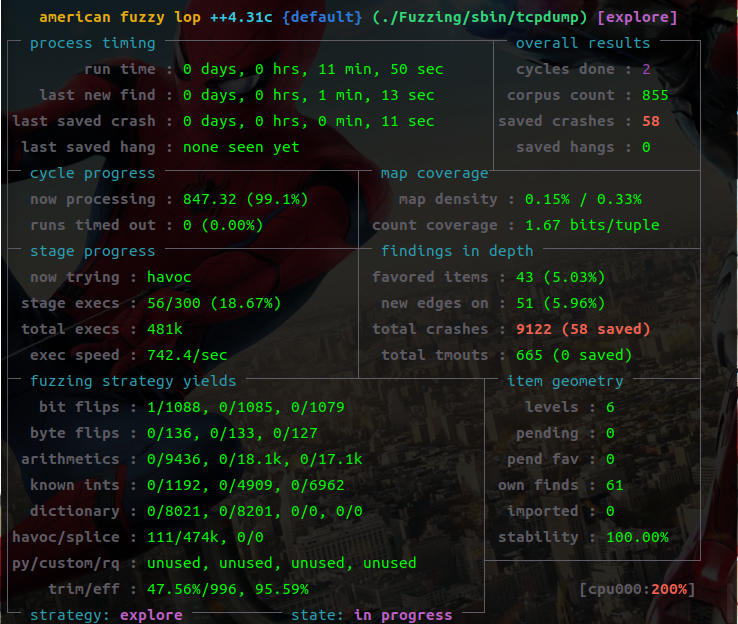 american fuzzy lop ++4.31c {default} (./Fuzzing/sbin/tcpdump) [explore]
process timing overall results
run time : 0 days, 0 hrs, 11 min, 50 sec cycles done : 2
last new find : 0 days, 0 hrs, 1 min, 13 sec corpus count : 855
last saved crash : 0 days, 0 hrs, 0 min, 11 sec saved crashes : 58
last saved hang : none seen yet saved hangs : 0
cycle progress map coverage
now processing : 847.32 (99.1%) map density : 0.15% / 0.33%
runs timed out : 0 (0.00%) count coverage : 1.67 bits/tuple
stage progress findings in depth
now trying : havoc favored items : 43 (5.03%)
stage execs : 56/300 (18.67%) new edges on : 51 (5.96%)
total execs : 481k total crashes : 9122 (58 saved)
exec speed : 742.4/sec total tmouts : 665 (0 saved)
fuzzing strategy yields item geometry
bit flips : 1/1088, 0/1085, 0/1079 levels : 6
byte flips : 0/136, 0/133, 0/127 pending : 0
arithmetics : 0/9436, 0/18.1k, 0/17.1k pend fav : 0
known ints : 0/1192, 0/4909, 0/6962 own finds : 61
dictionary : 0/8021, 0/8201, 0/0, 0/0 imported : 0
havoc/splice : 111/474k, 0/0 stability : 100.00%
py/custom/rq : unused, unused, unused, unused
trim/eff : 47.56%/996, 95.59% [cpu000:200%]
strategy: explore state: in progress